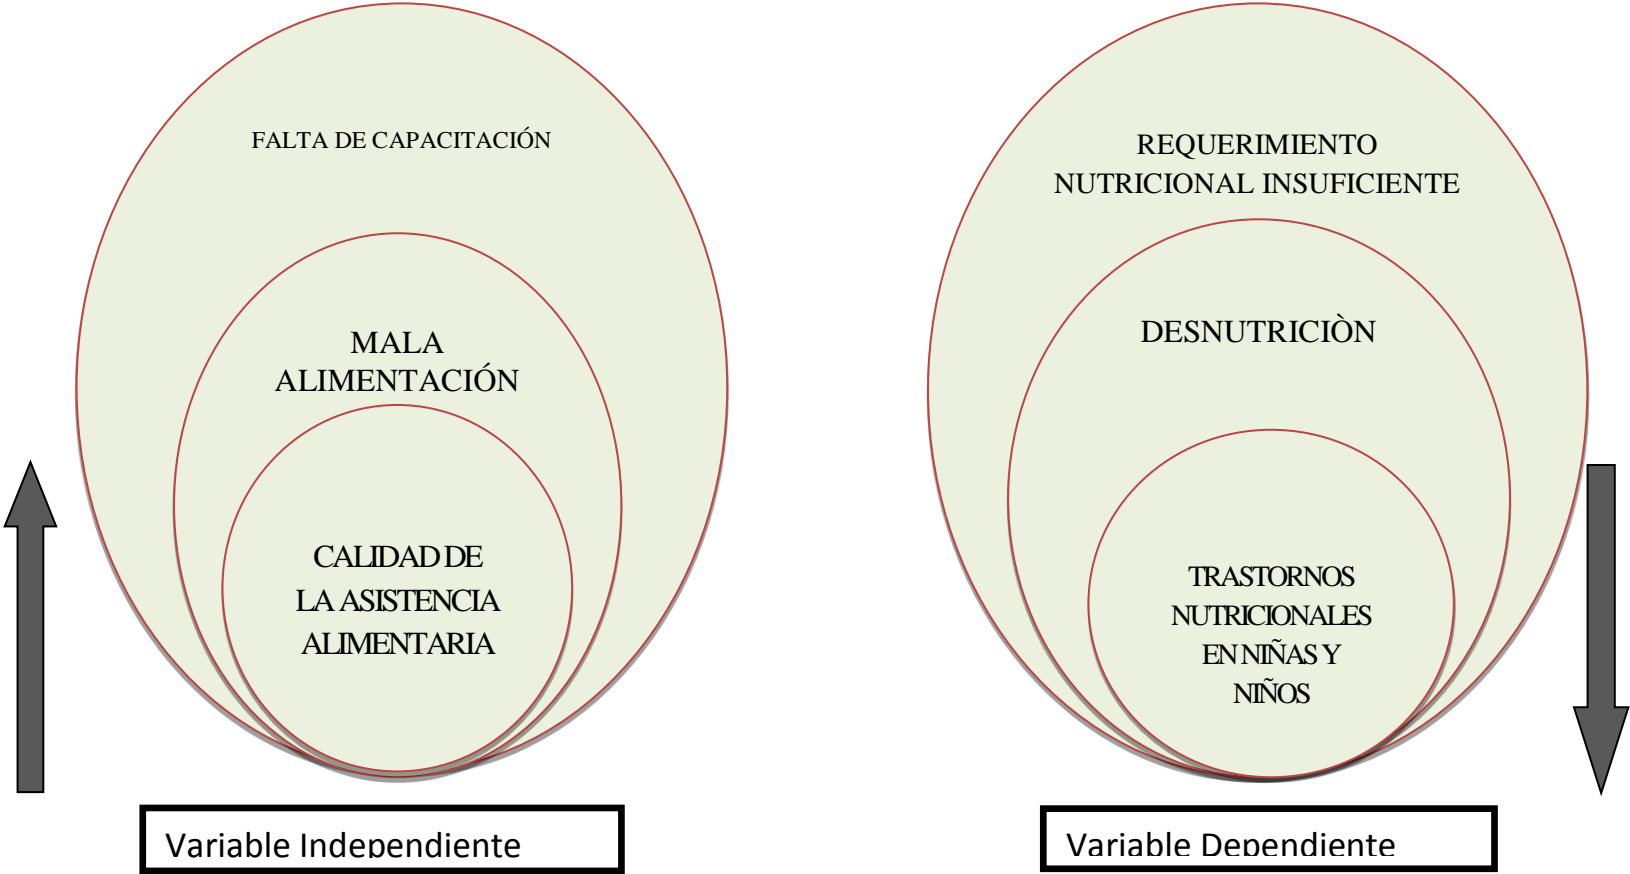 FALTA DE CAPACITACIÓN
MALA
ALIMENTACIÓN
CALIDAD DE
LA ASISTENCIA
ALIMENTARIA
Variable Independiente
REQUERIMIENTO
NUTRICIONAL INSUFICIENTE
DESNUTRICIÒN
TRASTORNOS
NUTRICIONALES
EN NIÑAS Y
NIÑOS
Variable Dependiente